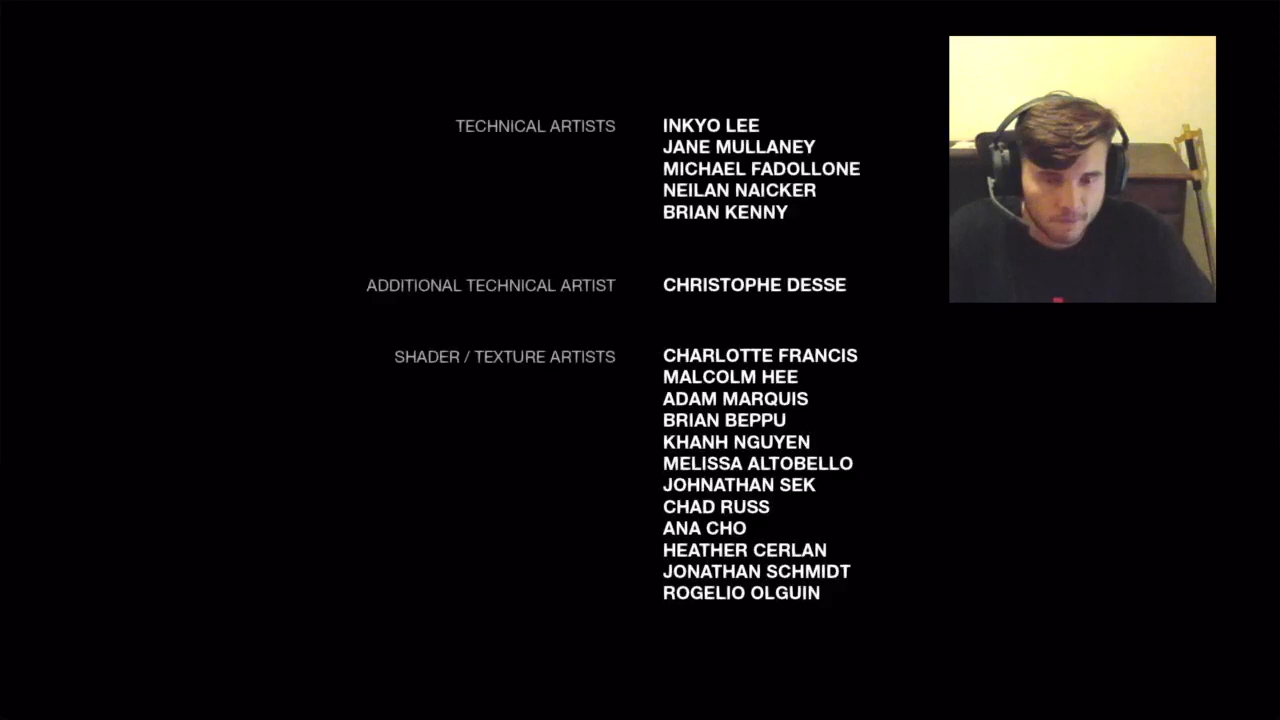 TECHNICAL ARTISTS INKYO LEE
JANE MULLANEY
MICHAEL FADOLLONE
NEILAN NAICKER
BRIAN KENNY
ADDITIONAL TECHNICAL ARTIST CHRISTOPHE DESSE
SHADER / TEXTURE ARTISTS CHARLOTTE FRANCIS
MALCOLM HEE
ADAM MARQUIS
BRIAN BEPPU
KHANH NGUYEN
MELISSA ALTOBELLO
JOHNATHAN SEK
CHAD RUSS
ANA CHO
HEATHER CERLAN
JONATHAN SCHMIDT
ROGELIO OLGUIN